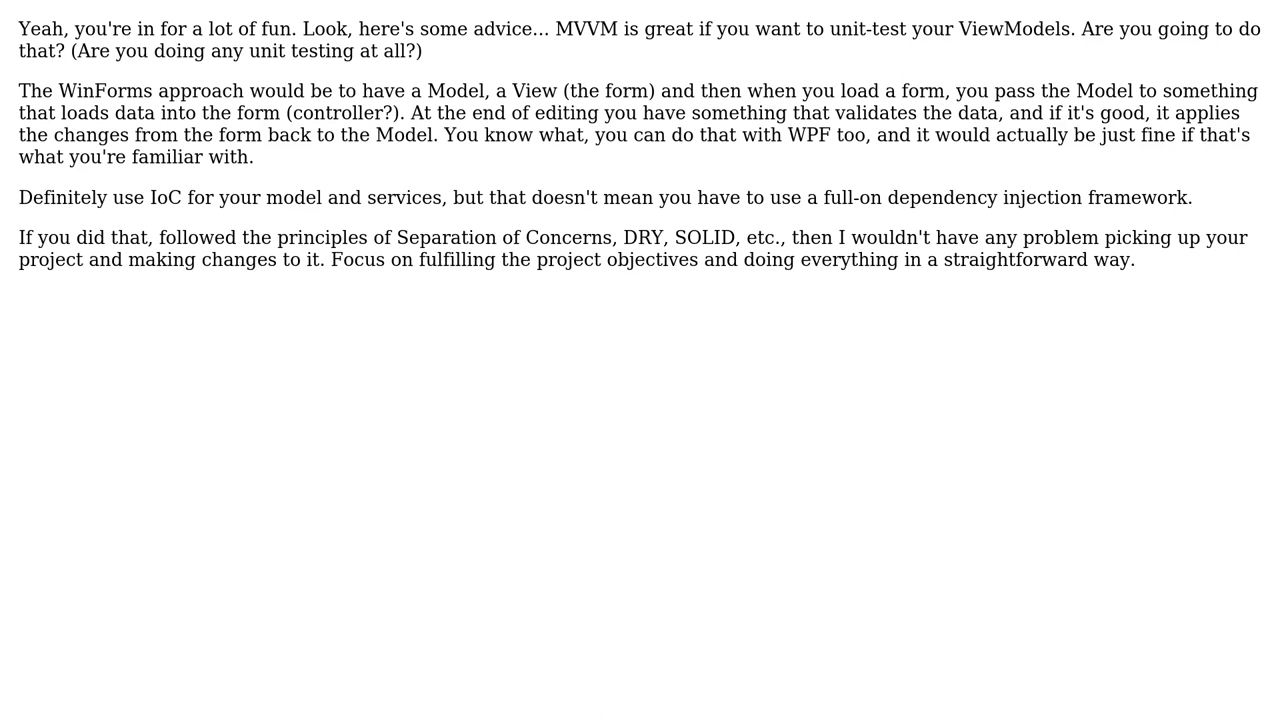 Yeah, you're in for a lot of fun. Look, here's some advice... MVVM is great if you want to unit-test your ViewModels. Are you going to do
that? (Are you doing any unit testing at all?)
The WinForms approach would be to have a Model, a View (the form) and then when you load a form, you pass the Model to something
that loads data into the form (controller?). At the end of editing you have something that validates the data, and if it's good, it applies
the changes from the form back to the Model. You know what, you can do that with WPF too, and it would actually be just fine if that's
what you're familiar with.
Definitely use IoC for your model and services, but that doesn't mean you have to use a full-on dependency injection framework.
If you did that, followed the principles of Separation of Concerns, DRY, SOLID, etc., then I wouldn't have any problem picking up your
project and making changes to it. Focus on fulfilling the project objectives and doing everything in a straightforward way.